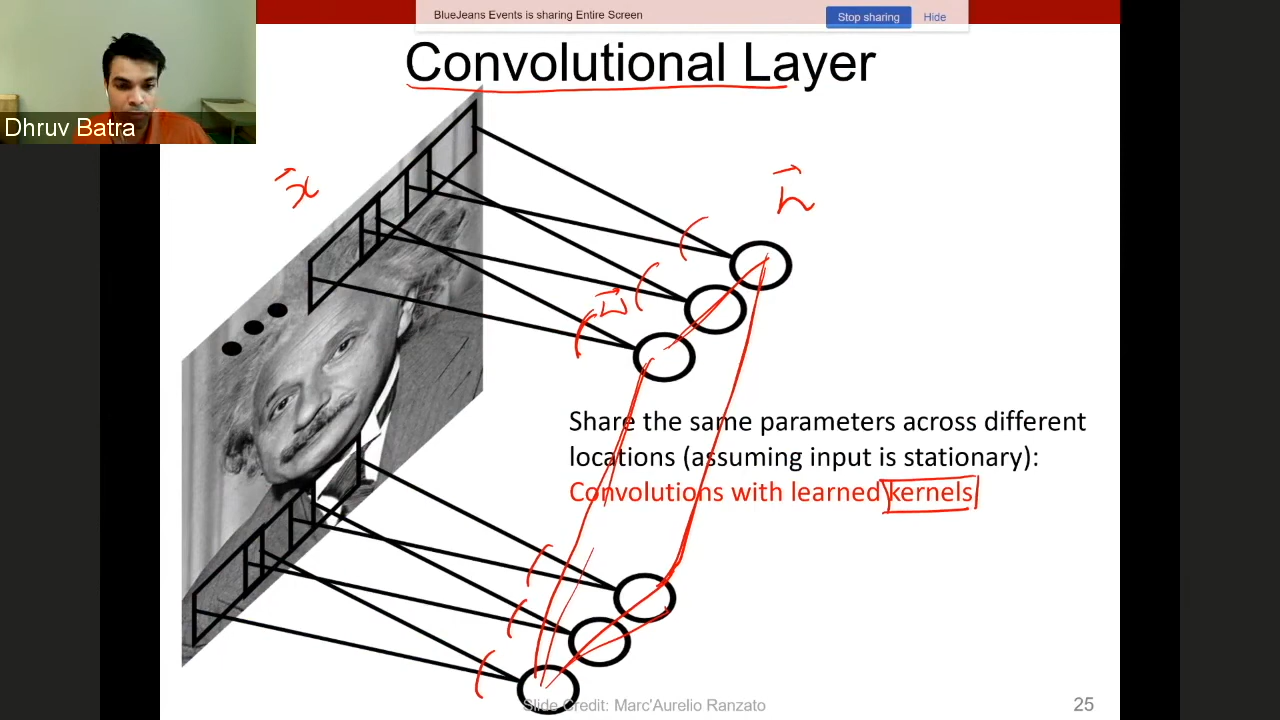 BlueJeans Events is sharing Entire Screen
Stop sharing
Hide
Convolutional Layer
Dhruv Batra
x
h
w
Share the same parameters across different
locations (assuming input is stationary):
Convolutions with learned kernels
Slide Credit: Marc'Aurelio Ranzato
25